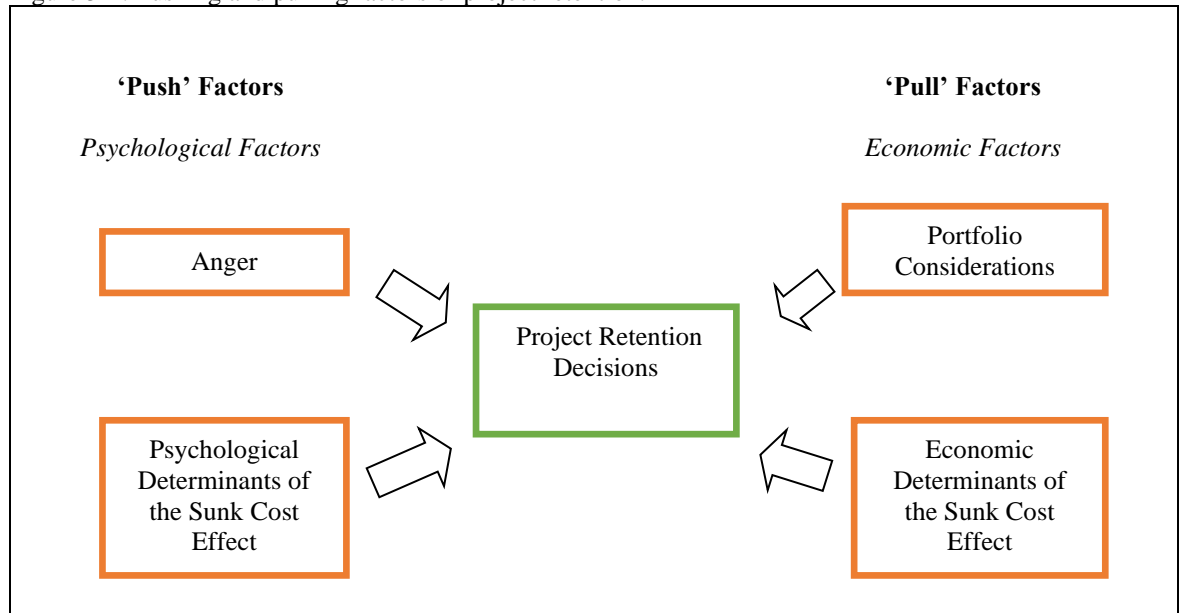 ‘Push’ Factors
Psychological Factors
Anger
Psychological
Determinants of
the Sunk Cost
Effect
Project Retention
Decisions
‘Pull’ Factors
Economic Factors
Portfolio
Considerations
Economic
Determinants of
the Sunk Cost
Effect